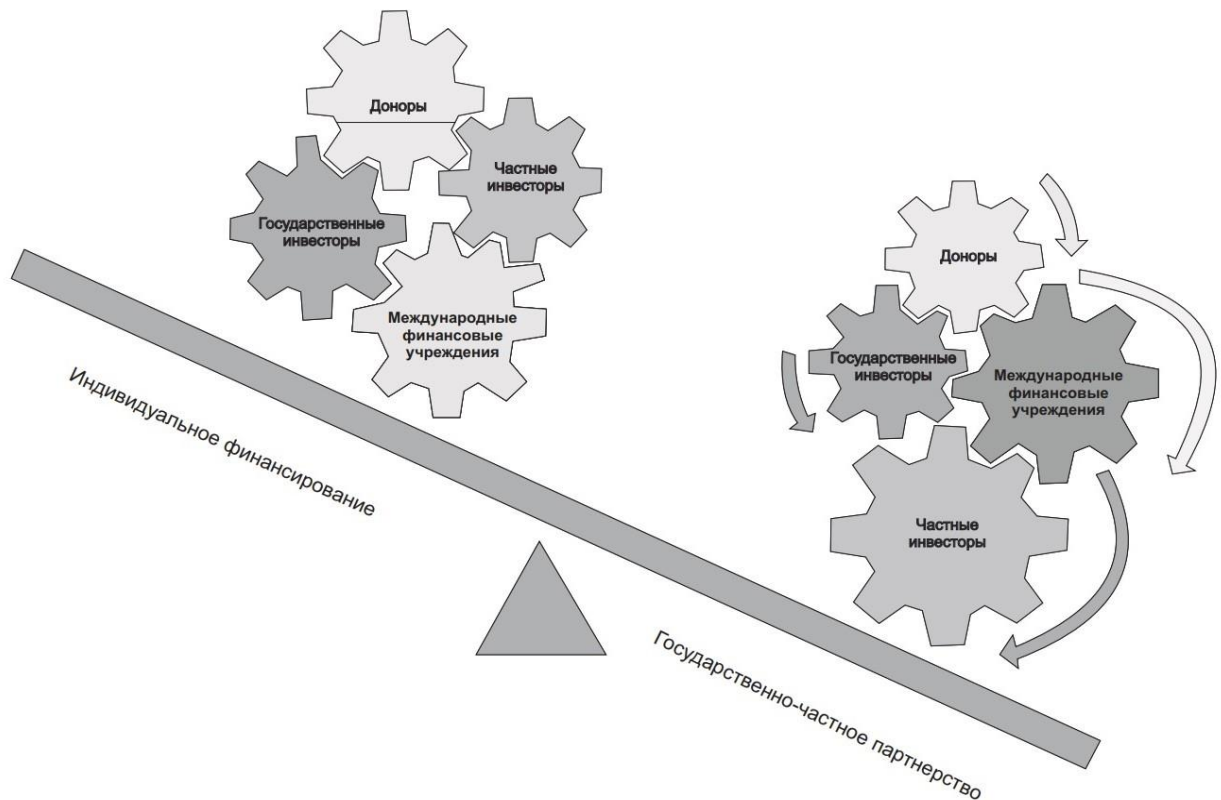 Доноры
Частные
инвесторы
Государственные
инвесторы
Международные
финансовые
учреждения
Индивидуальное финансирование
Доноры
Государственные
инвесторы
Международные
финансовые
учреждения
Частные
инвесторы
Государственно-частное партнерство